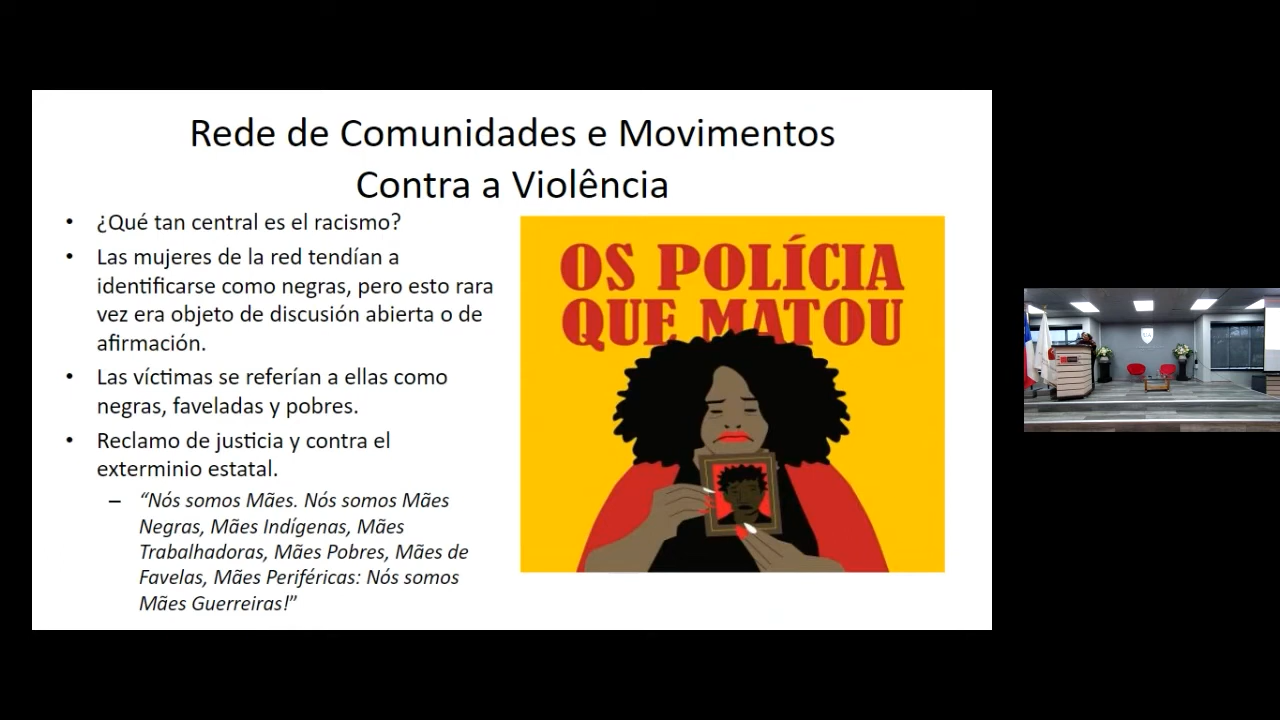 Rede de Comunidades e Movimentos
Contra a Violência
• ¿Qué tan central es el racismo?
• Las mujeres de la red tendían a
identificarse como negras, pero esto rara
vez era objeto de discusión abierta o de
afirmación.
• Las víctimas se referían a ellas como
negras, faveladas y pobres.
• Reclamo de justicia y contra el
exterminio estatal.
– “Nós somos Mães. Nós somos Mães
Negras, Mães Indígenas, Mães
Trabalhadoras, Mães Pobres, Mães de
Favelas, Mães Periféricas: Nós somos
Mães Guerreiras!”
OS POLÍCIA
QUE MATOU